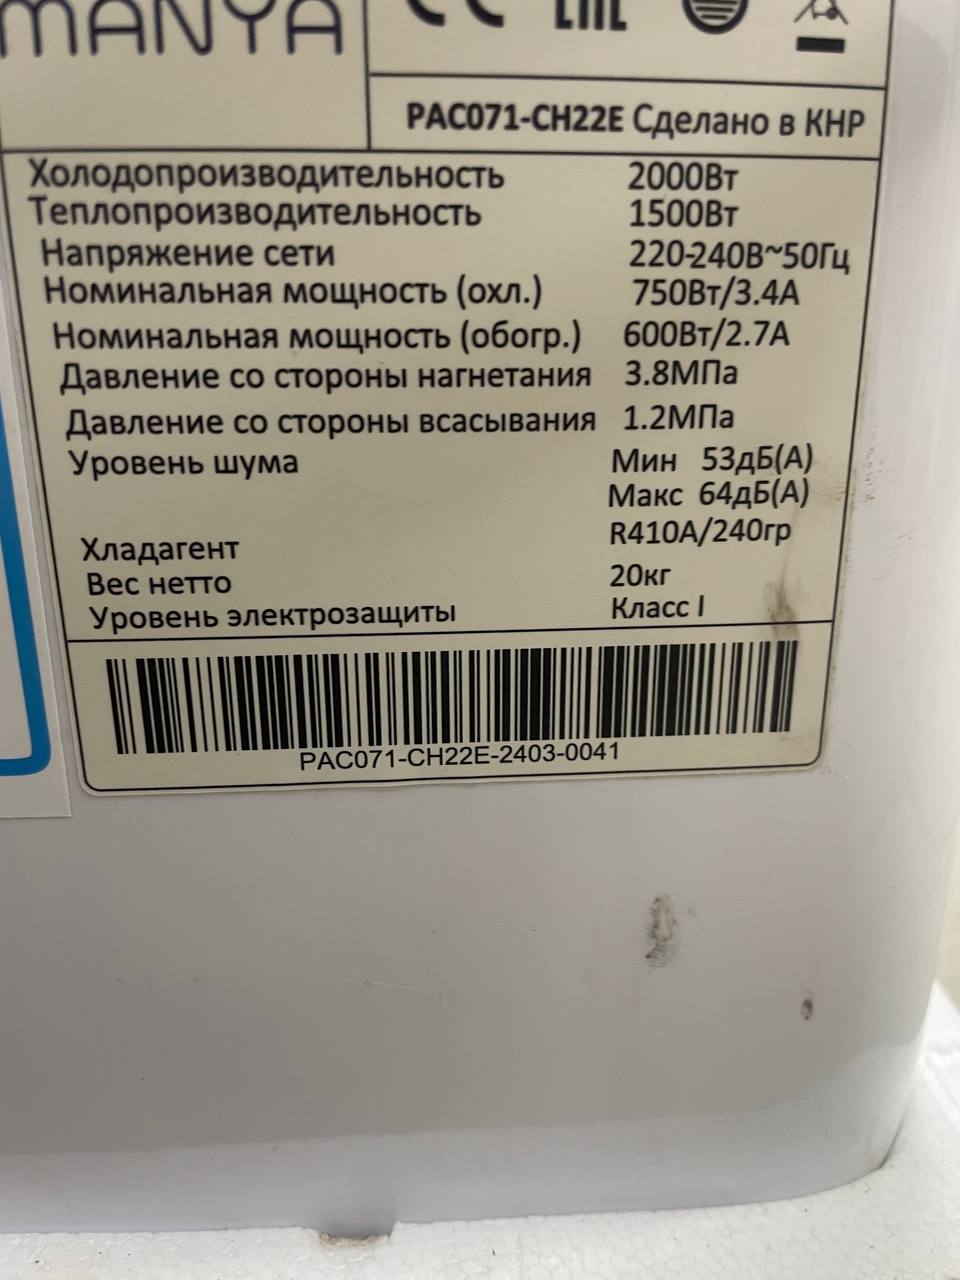 MANYA
CE EAC
PAC071-CH22E Сделано в КНР
Холодопроизводительность 2000Вт
Теплопроизводительность 1500Вт
Напряжение сети 220-240В~50Гц
Номинальная мощность (охл.) 750Вт/3.4А
Номинальная мощность (обогр.) 600Вт/2.7А
Давление со стороны нагнетания 3.8МПа
Давление со стороны всасывания 1.2МПа
Уровень шума Мин 53дБ(А)
Макс 64дБ(А)
Хладагент R410A/240гр
Вес нетто 20кг
Уровень электрозащиты Класс I
PAC071-CH22E-2403-0041